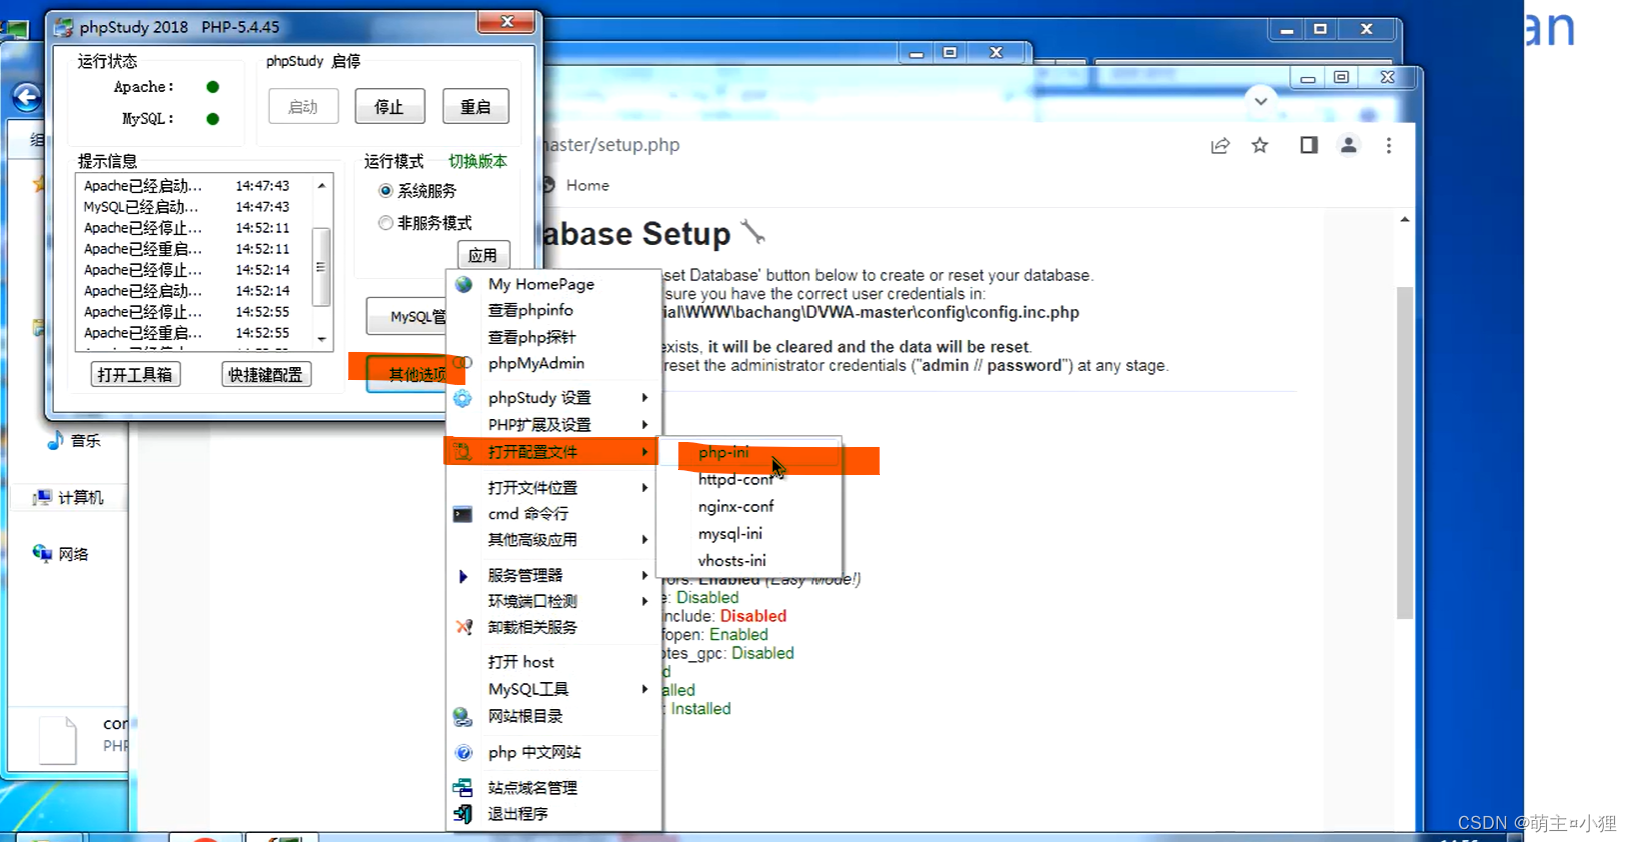 an
phpStudy 2018 PHP-5.4.45
运行状态
Apache:
MySQL:
phpStudy 启停
启动
停止
重启
提示信息
Apache已经启动... 14:47:43
MySQL已经启动... 14:47:43
Apache已经停止... 14:52:11
Apache已经重启... 14:52:11
Apache已经停止... 14:52:14
Apache已经启动... 14:52:14
Apache已经停止... 14:52:55
Apache已经重启... 14:52:55
运行模式 切换版本
系统服务
非服务模式
应用
MySQL管
其他选项
打开工具箱
快捷键配置
组
音乐
计算机
网络
con
PHP
My HomePage
查看phpinfo
查看php探针
phpMyAdmin
phpStudy 设置
PHP扩展及设置
打开配置文件
打开文件位置
cmd 命令行
其他高级应用
服务管理器
环境端口检测
卸载相关服务
打开 host
MySQL工具
网站根目录
php 中文网站
站点域名管理
退出程序
php-ini
httpd-conf
nginx-conf
mysql-ini
vhosts-ini
master/setup.php
Home
abase Setup
set Database' button below to create or reset your database.
sure you have the correct user credentials in:
ial\WWW\bachang\DVWA-master\config\config.inc.php
exists, it will be cleared and the data will be reset.
reset the administrator credentials ("admin // password") at any stage.
rors: Enabled (Easy Mode!)
e: Disabled
include: Disabled
fopen: Enabled
otes_gpc: Disabled
d
alled
: Installed
CSDN @萌主¤小狸